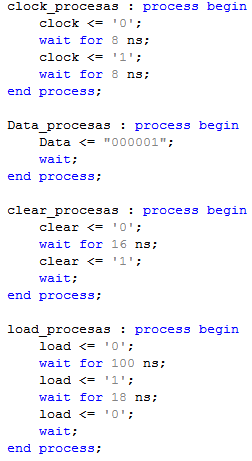 clock_procesas : process begin
    clock <= '0';
    wait for 8 ns;
    clock <= '1';
    wait for 8 ns;
end process;

Data_procesas : process begin
    Data <= "000001";
    wait;
end process;

clear_procesas : process begin
    clear <= '0';
    wait for 16 ns;
    clear <= '1';
    wait;
end process;

load_procesas : process begin
    load <= '0';
    wait for 100 ns;
    load <= '1';
    wait for 18 ns;
    load <= '0';
    wait;
end process;